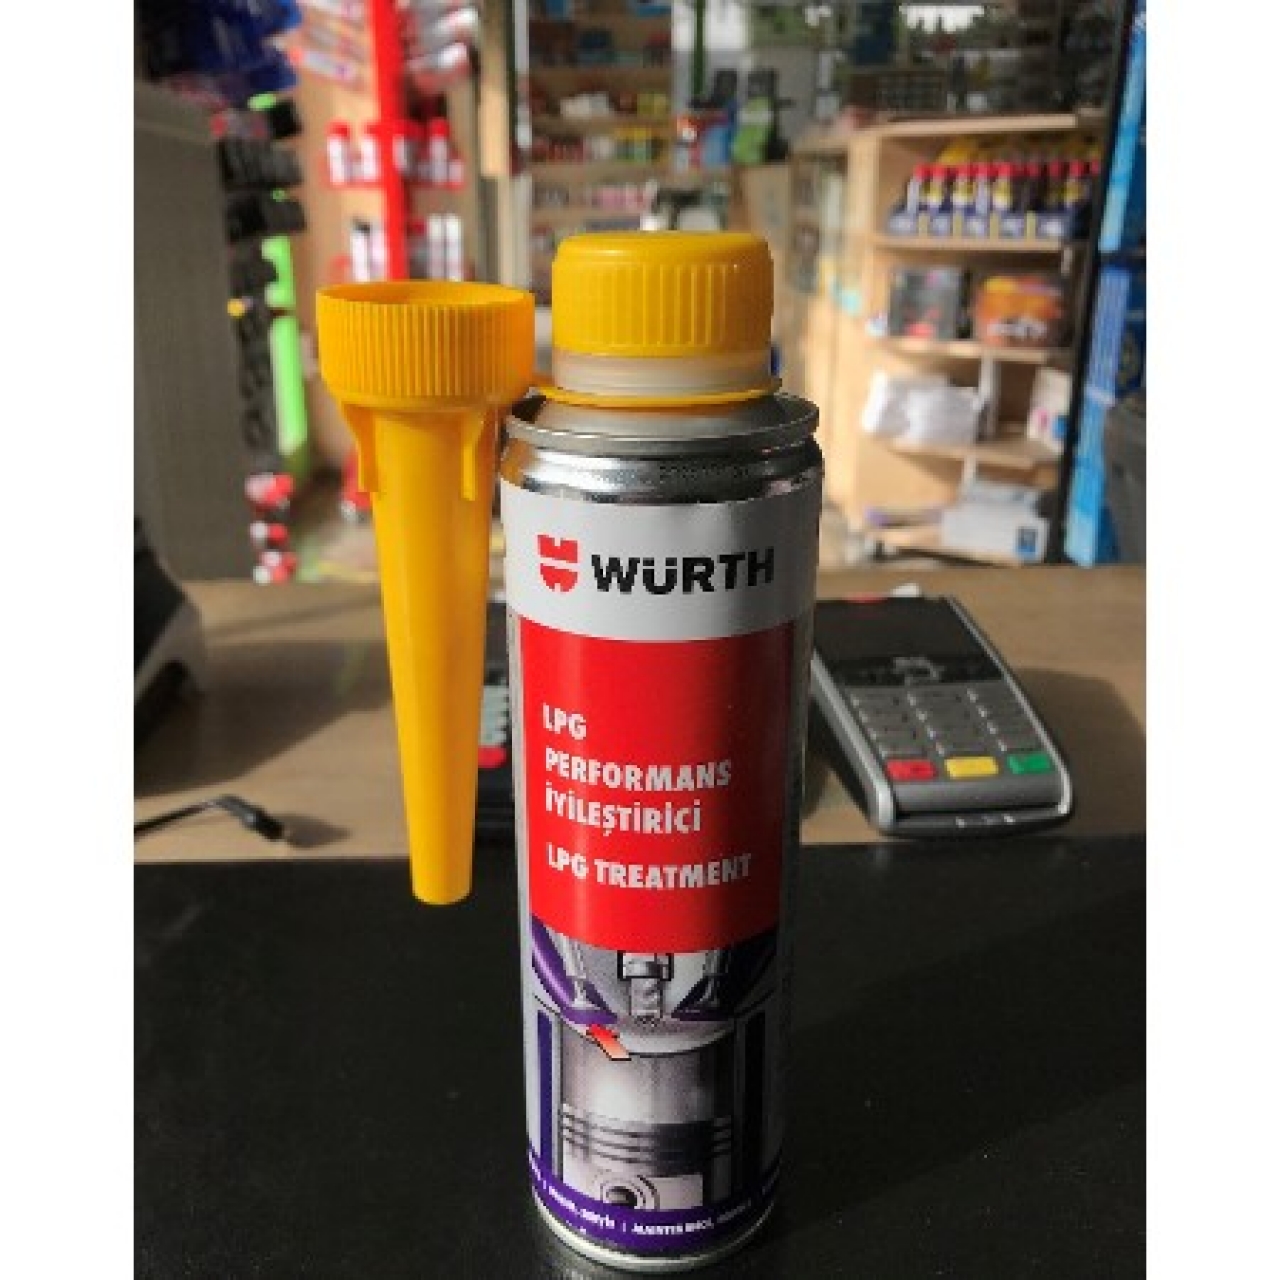 WÜRTH
LPG
PERFORMANS
İYİLEŞTİRİCİ
LPG TREATMENT